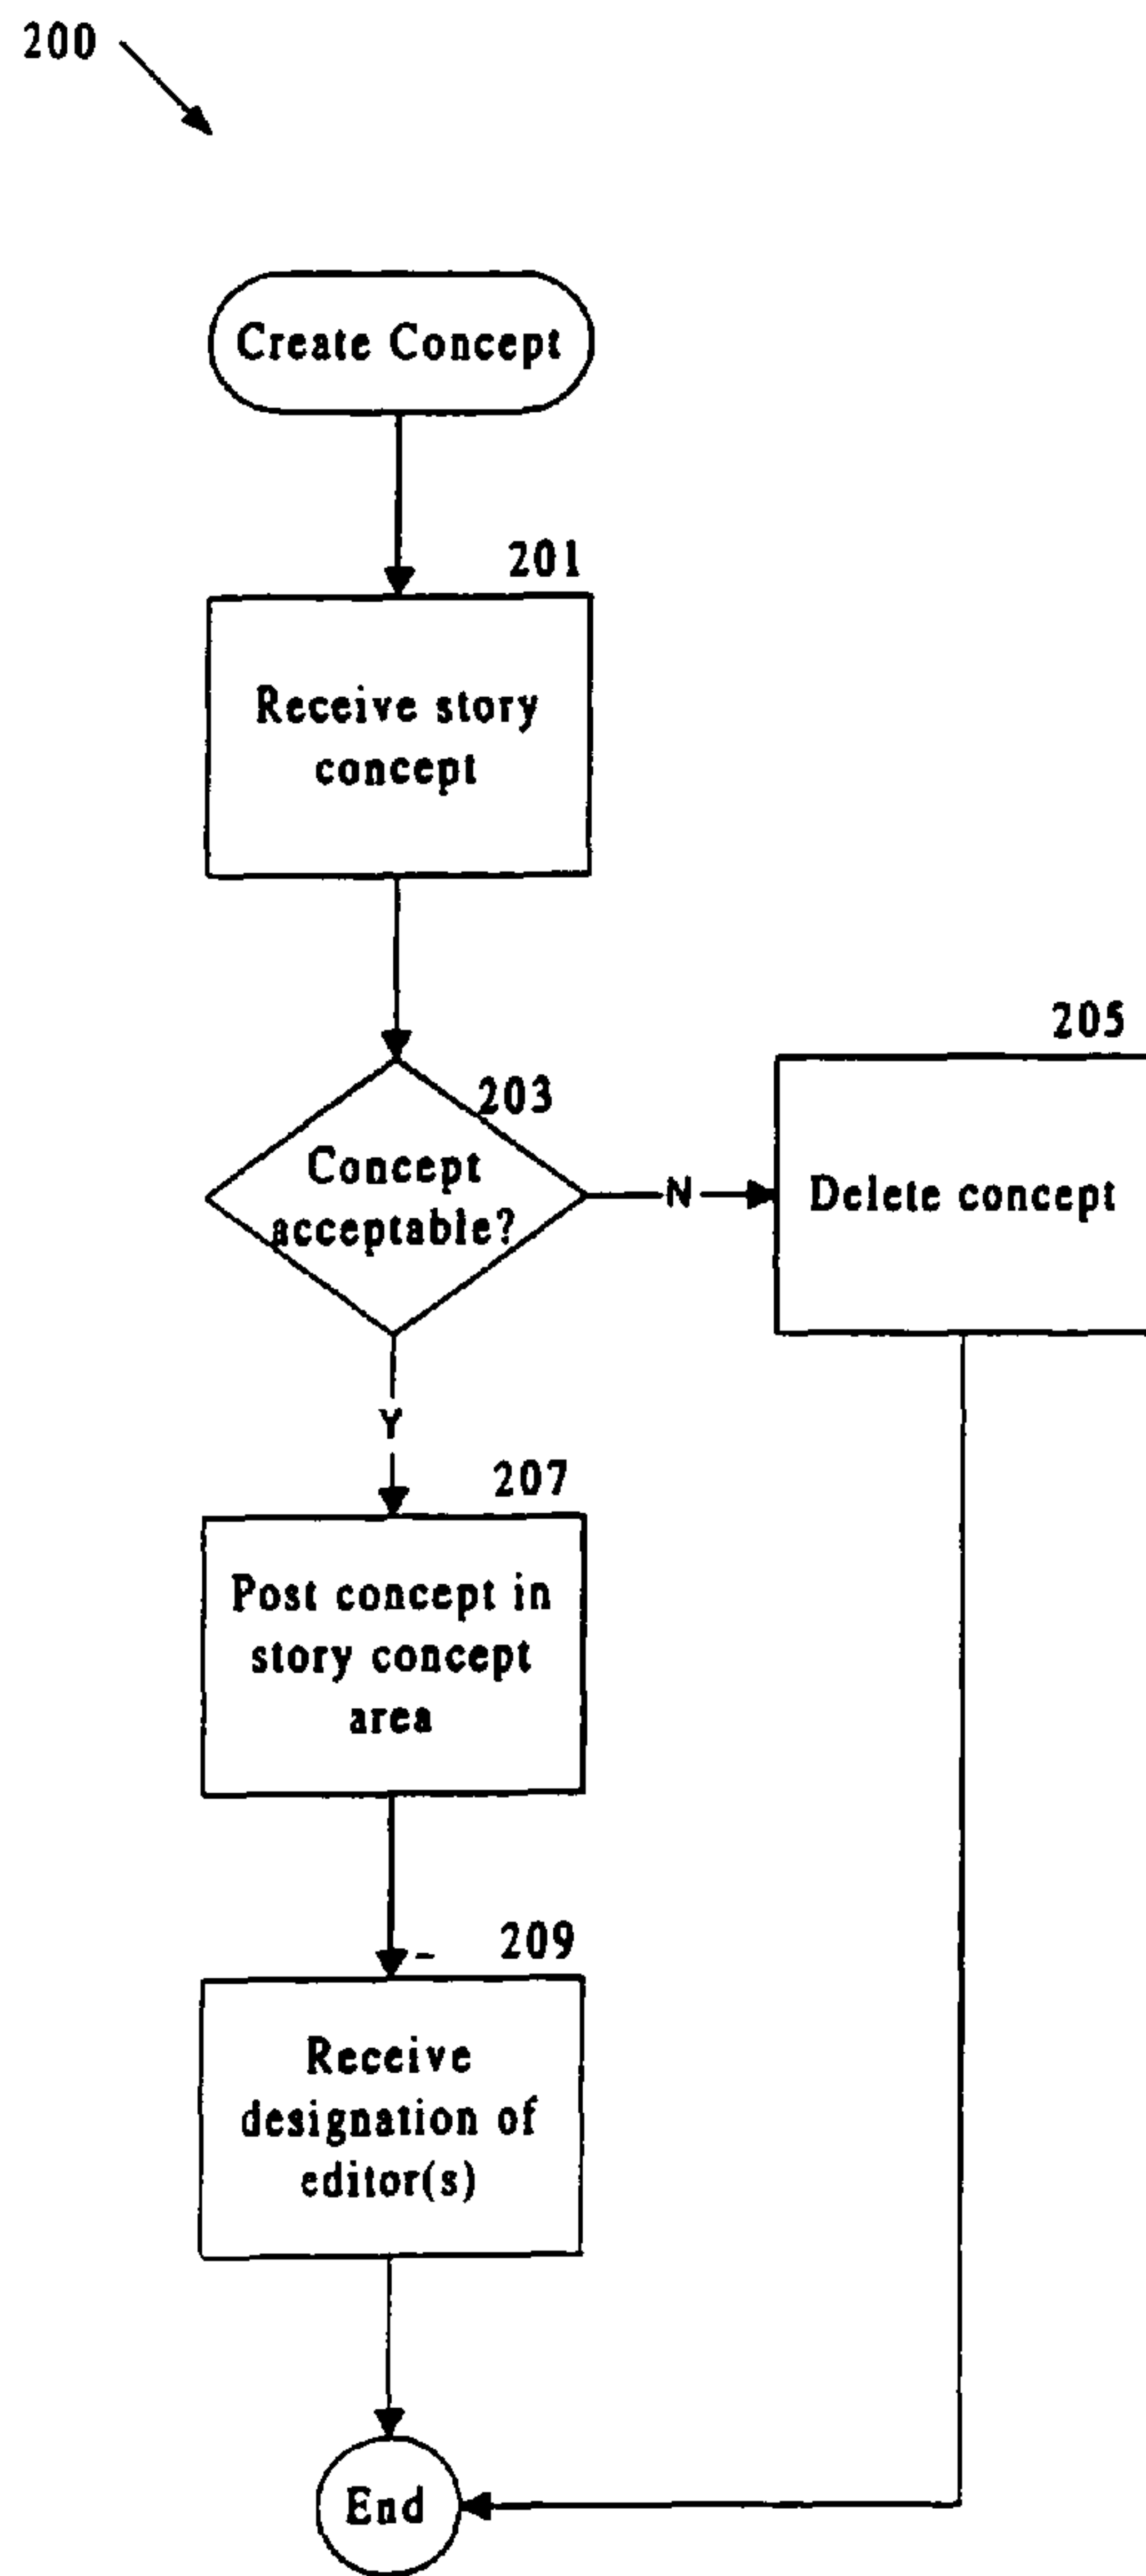 200
Create Concept
201
Receive story
concept
203
Concept
acceptable?
N
205
Delete concept
Y
207
Post concept in
story concept
area
209
Receive
designation of
editor(s)
End